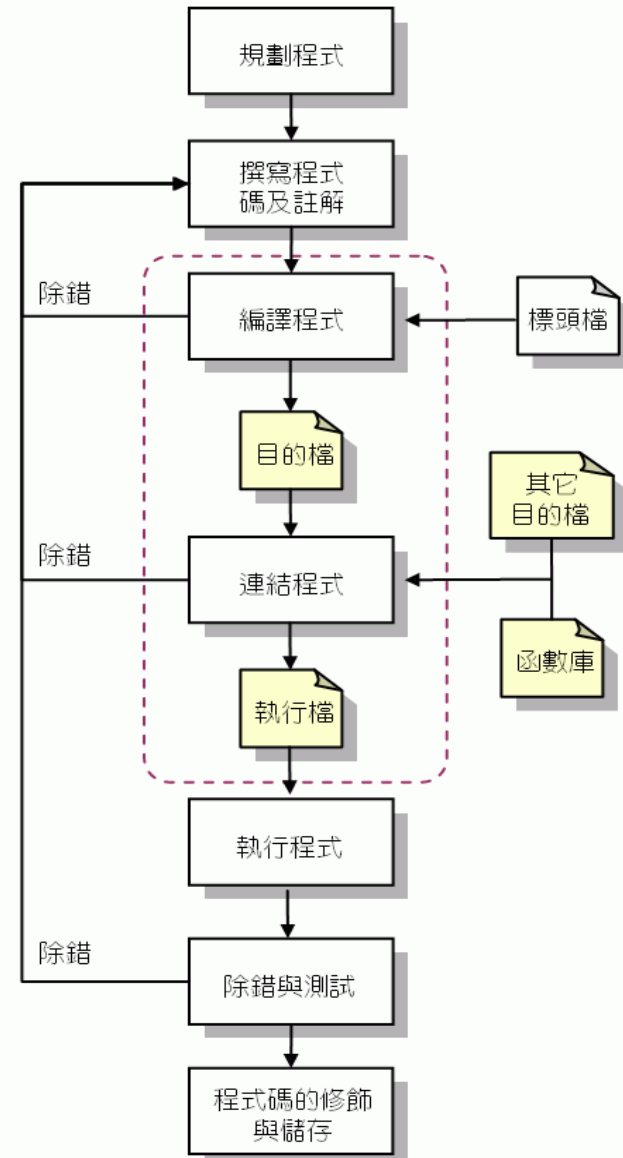 規劃程式
撰寫程式
碼及註解
除錯
編譯程式
標頭檔
目的檔
其它
目的檔
除錯
連結程式
函數庫
執行檔
執行程式
除錯
除錯與測試
程式碼的修飾
與儲存